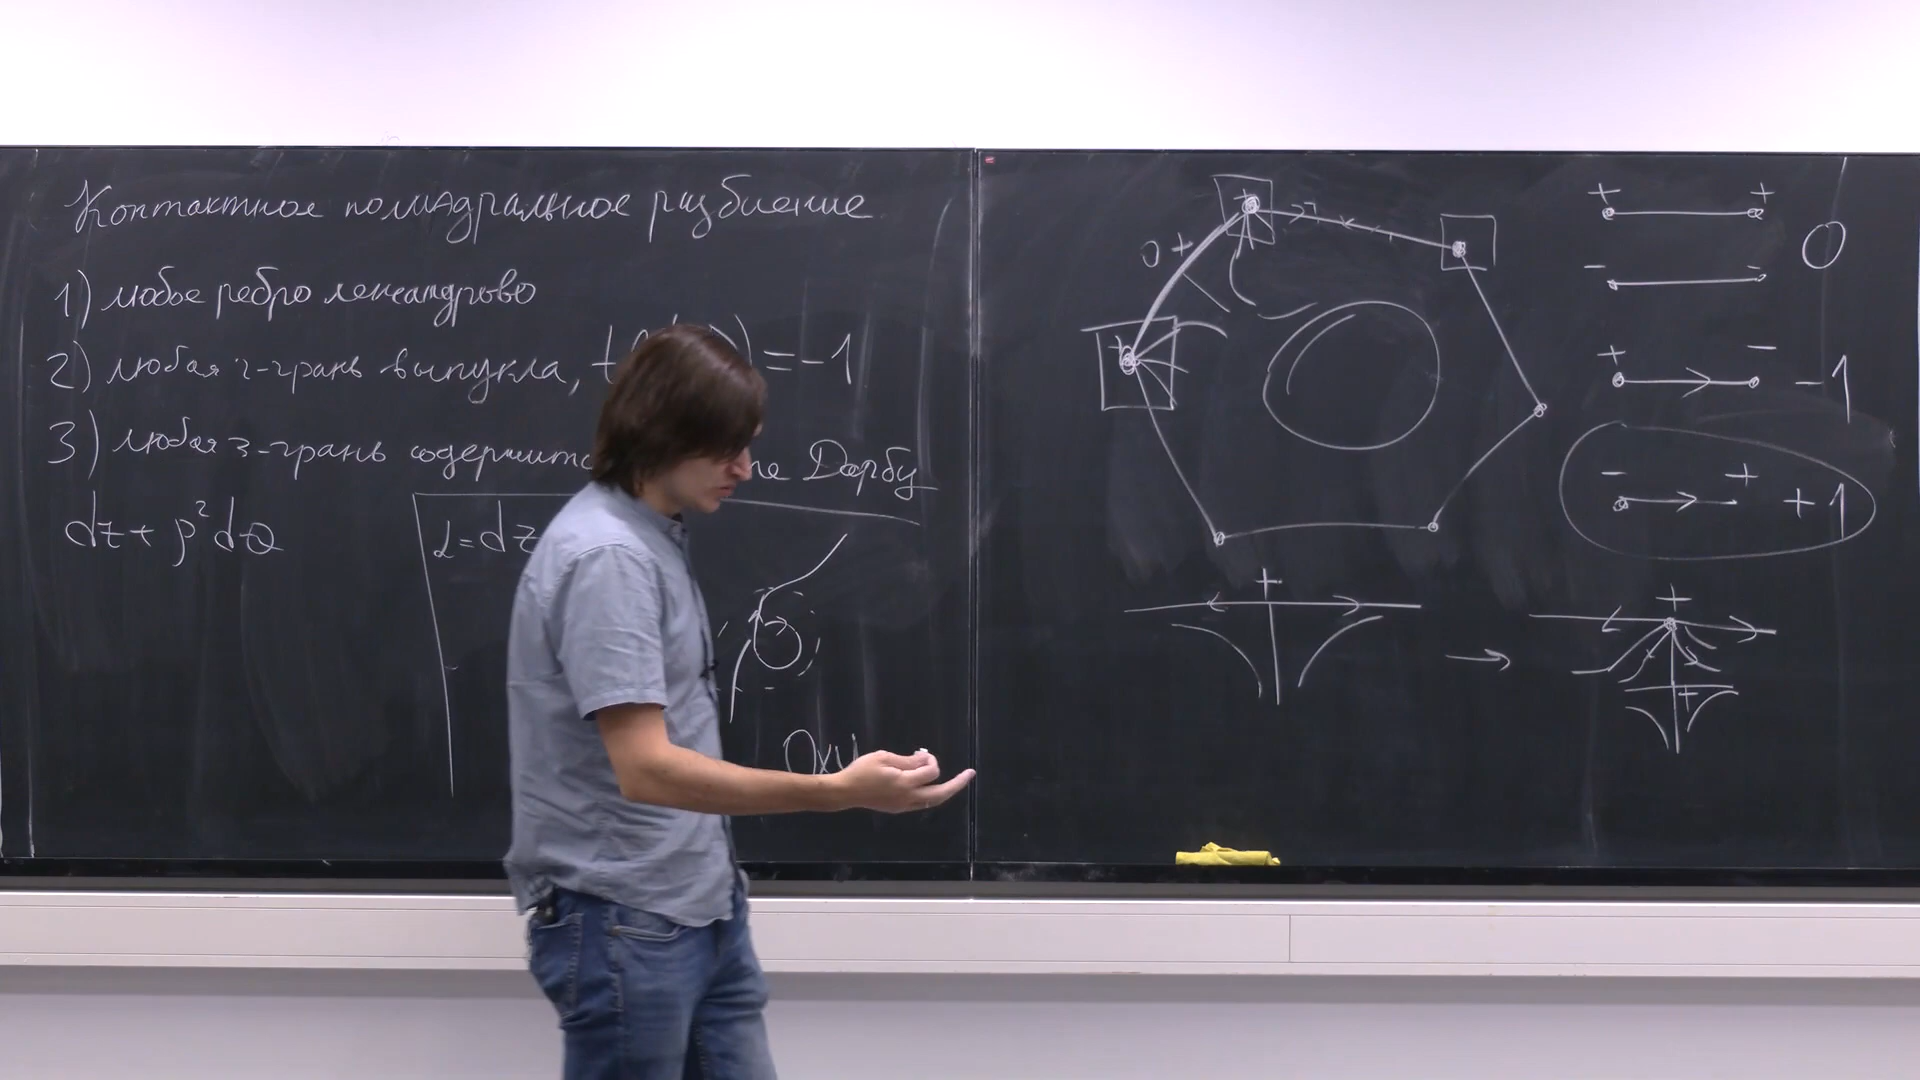 Контактное полиэдральное разбиение
1) любое ребро лежандрово
2) любая 2-грань выпукла, = -1
3) любая 3-грань Дарбу
dz + ρ²dθ
α = dz
Oxy
0 +
+
+ +
- -
0
+ - -1
- + +1
+
+
+